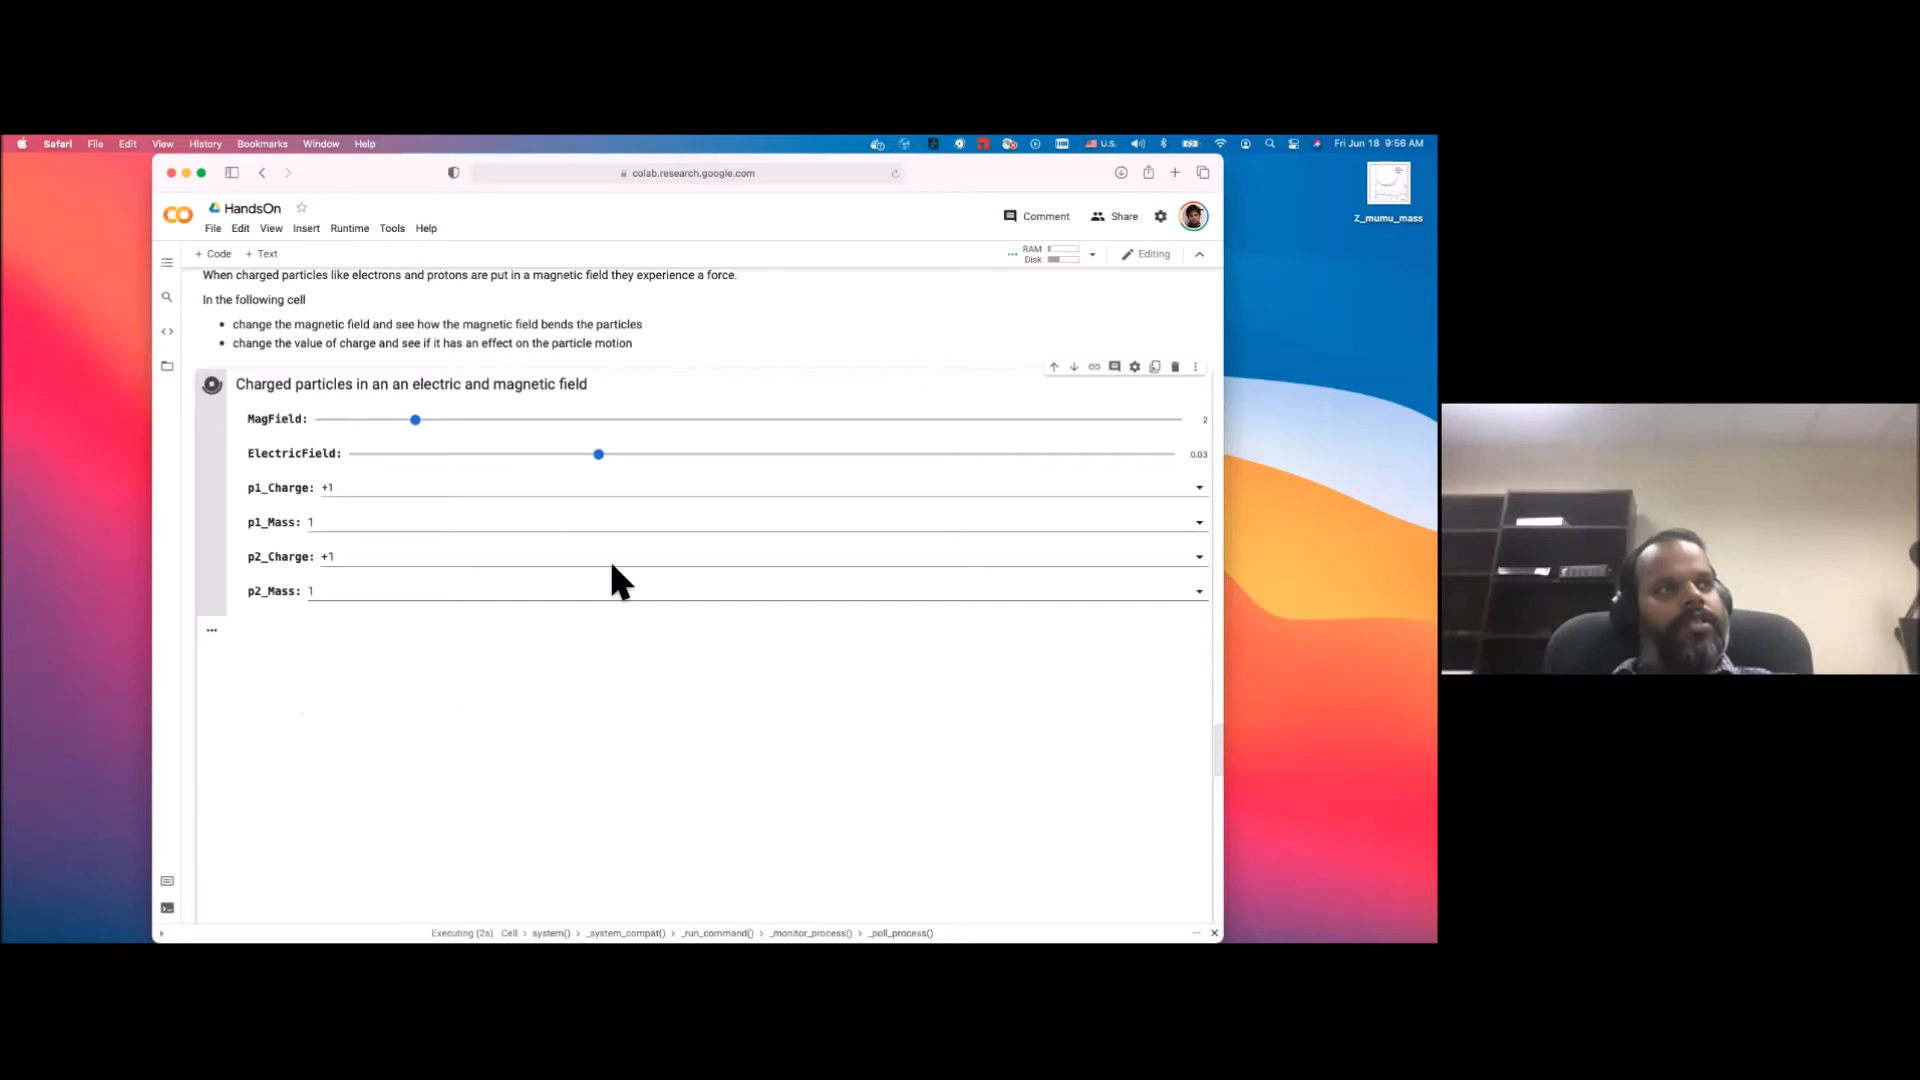 Safari File Edit View History Bookmarks Window Help U.S. Fri Jun 18 9:56 AM
colab.research.google.com
Z_mumu_mass
CO HandsOn
Comment Share
File Edit View Insert Runtime Tools Help
+ Code + Text RAM Disk Editing
When charged particles like electrons and protons are put in a magnetic field they experience a force.
In the following cell
• change the magnetic field and see how the magnetic field bends the particles
• change the value of charge and see if it has an effect on the particle motion
Charged particles in an an electric and magnetic field
MagField: 2
ElectricField: 0.03
p1_Charge: +1
p1_Mass: 1
p2_Charge: +1
p2_Mass: 1
Executing (2s) Cell > system() > _system_compat() > _run_command() > _monitor_process() > _poll_process()